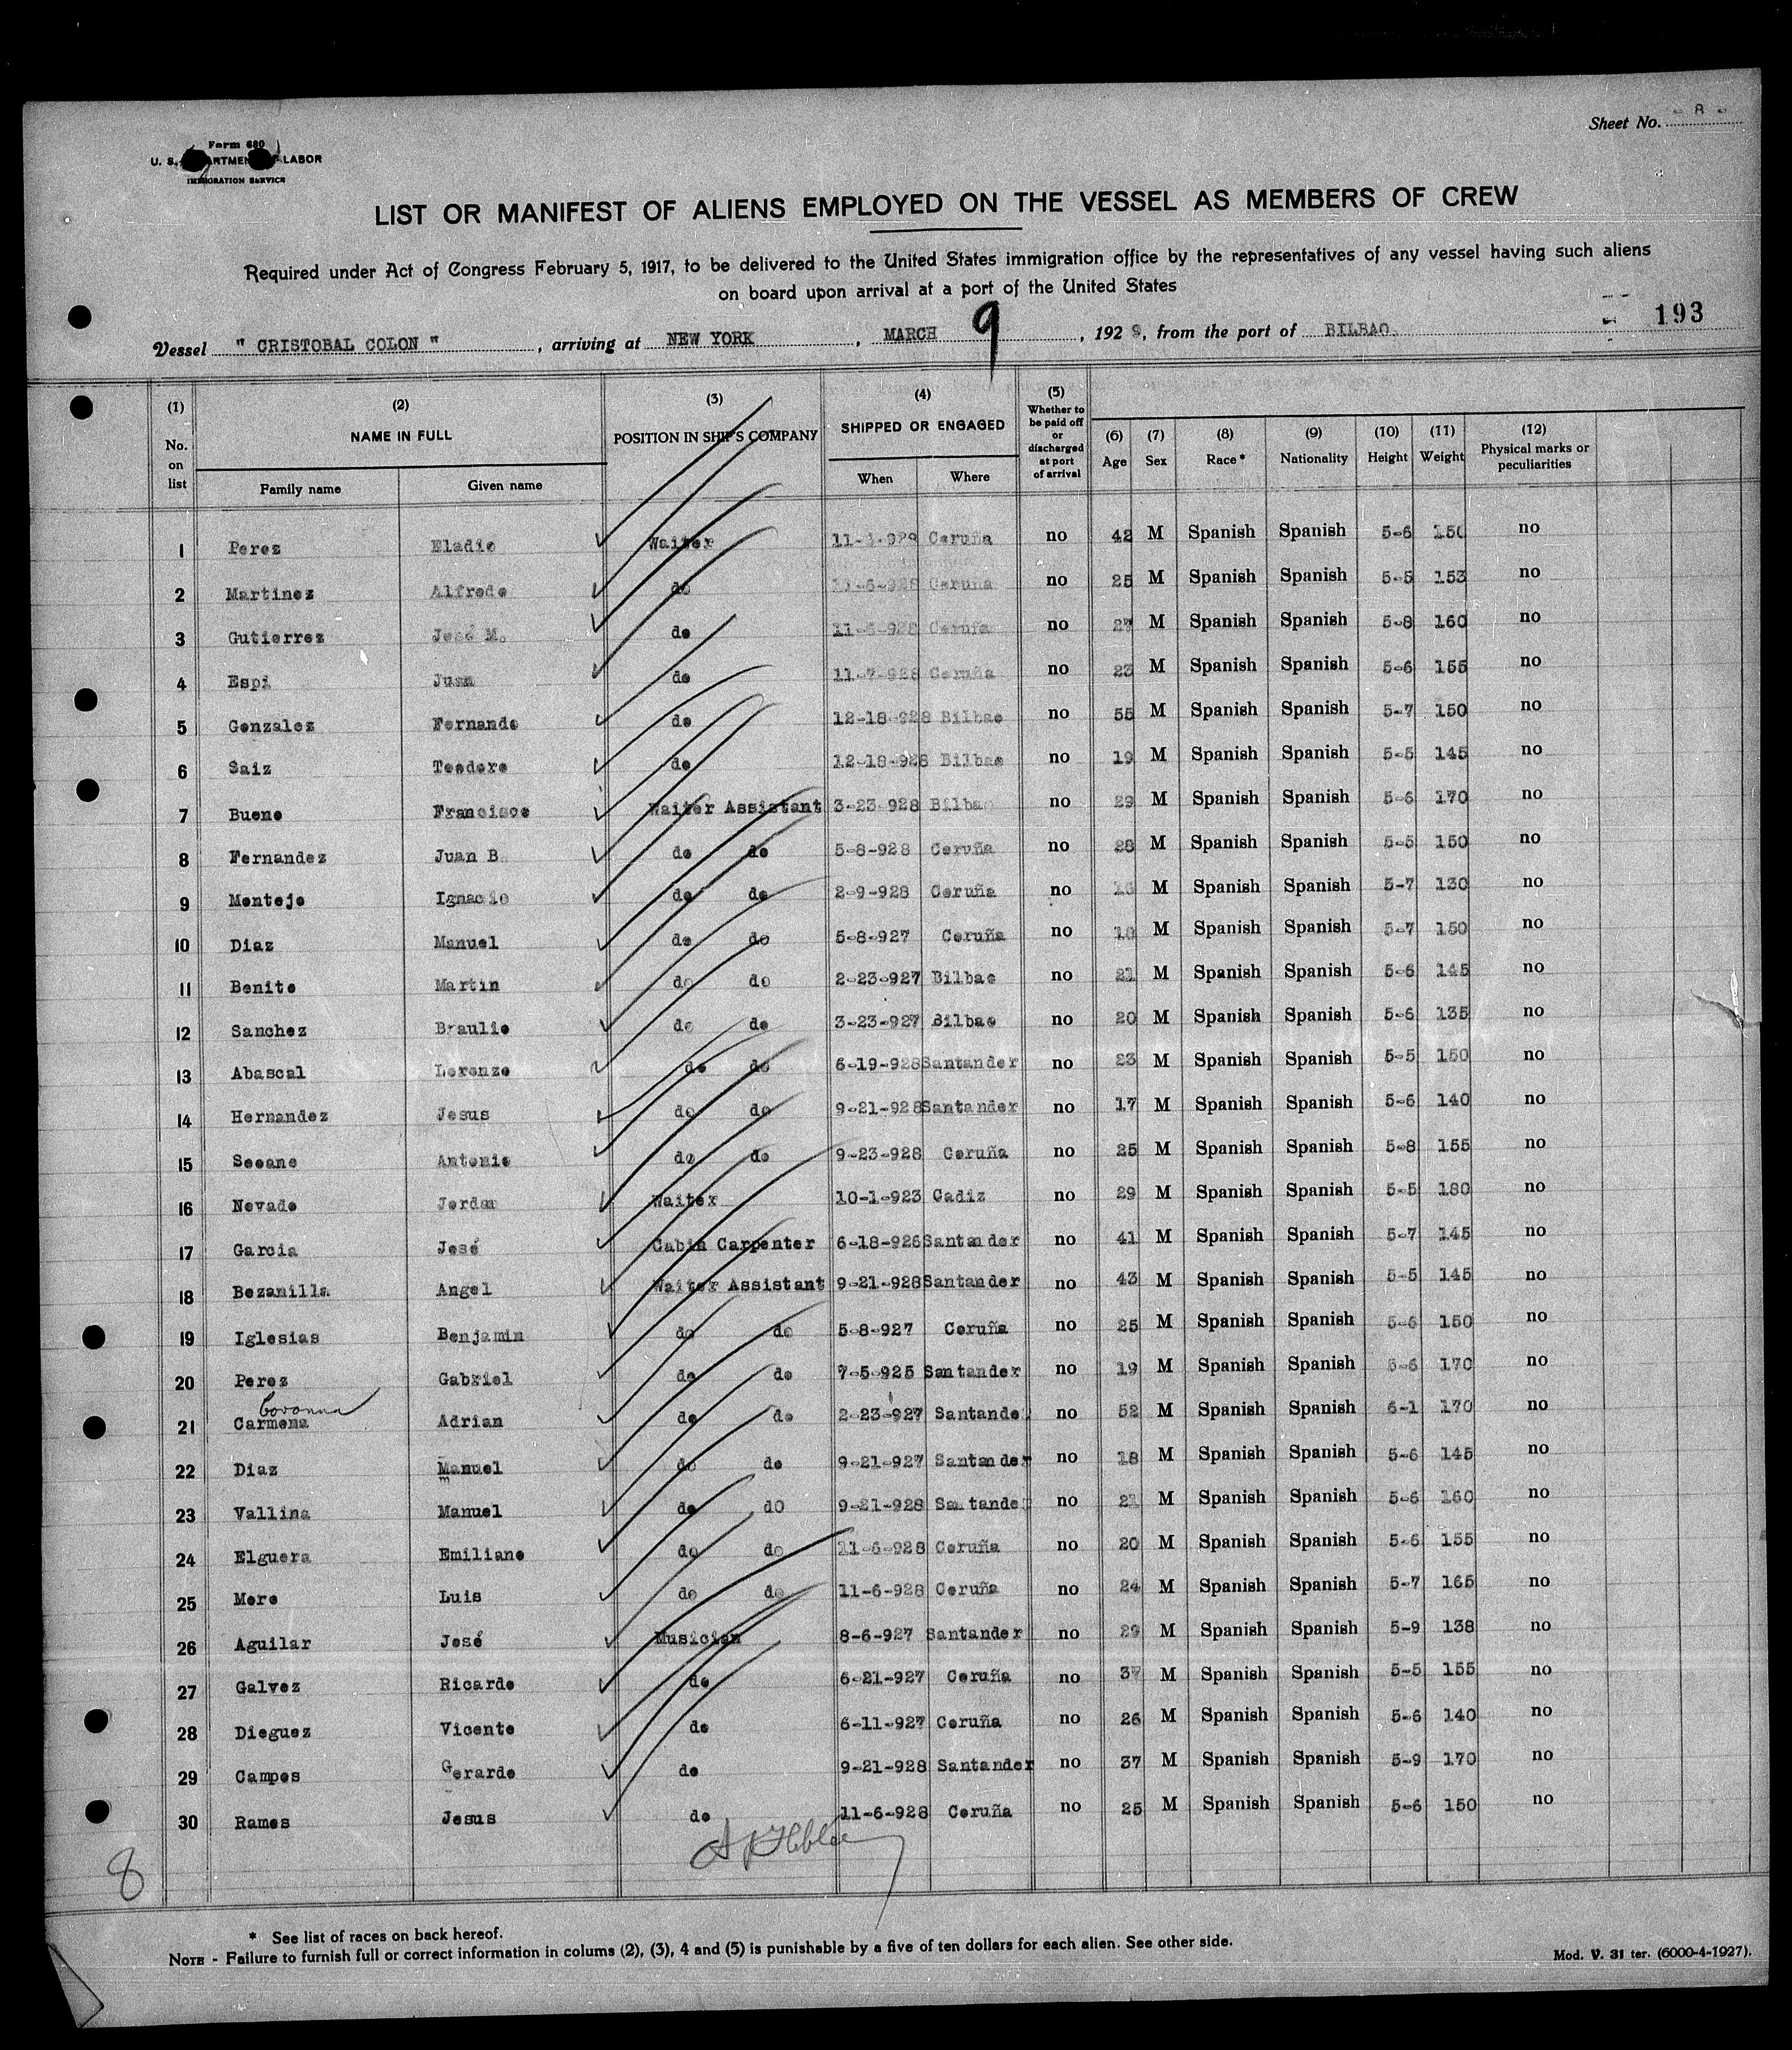 Sheet No. - 8 -
Form 680
U. S. DEPARTMENT OF LABOR
IMMIGRATION SERVICE
LIST OR MANIFEST OF ALIENS EMPLOYED ON THE VESSEL AS MEMBERS OF CREW
Required under Act of Congress February 5, 1917, to be delivered to the United States immigration office by the representatives of any vessel having such aliens
on board upon arrival at a port of the United States
193
Vessel " CRISTOBAL COLON ", arriving at NEW YORK, MARCH 9, 1929, from the port of BILBAO.
(1) No. on list (2) NAME IN FULL Family name Given name (3) POSITION IN SHIP'S COMPANY (4) SHIPPED OR ENGAGED When Where (5) Whether to be paid off or discharged at port of arrival (6) Age (7) Sex (8) Race * (9) Nationality (10) Height (11) Weight (12) Physical marks or peculiarities
1 Perez Eladio Waiter Coruña no 42 M Spanish Spanish 5-6 150 no
2 Martinez Alfredo do 11-6-928 Coruña no 25 M Spanish Spanish 5-5 153 no
3 Gutierrez José M. do 11-6-928 Coruña no 27 M Spanish Spanish 5-8 160 no
4 Espi Juan do 11-7-928 Coruña no 23 M Spanish Spanish 5-6 155 no
5 Gonzalez Fernando do 12-18-928 Bilbao no 55 M Spanish Spanish 5-7 150 no
6 Saiz Teodoro do 12-18-928 Bilbao no 19 M Spanish Spanish 5-5 145 no
7 Bueno Francisco Waiter Assistant 3-23-928 Bilbao no 29 M Spanish Spanish 5-6 170 no
8 Fernandez Juan B. do do 5-8-928 Coruña no 28 M Spanish Spanish 5-5 150 no
9 Montejo Ignacio do do 2-9-928 Coruña no M Spanish Spanish 5-7 130 no
10 Diaz Manuel do do 5-8-927 Coruña no M Spanish Spanish 5-7 150 no
11 Benito Martin do do 2-23-927 Bilbao no 21 M Spanish Spanish 5-6 145 no
12 Sanchez Braulio do do 3-23-927 Bilbao no 20 M Spanish Spanish 5-6 135 no
13 Abascal Lorenzo do do 6-19-928 Santander no 23 M Spanish Spanish 5-5 150 no
14 Hernandez Jesus do do 9-21-928 Santander no 17 M Spanish Spanish 5-6 140 no
15 Seoane Antonio do do 9-23-928 Coruña no 25 M Spanish Spanish 5-8 155 no
16 Nevado Jordan Waiter 10-1-923 Cadiz no 29 M Spanish Spanish 5-5 180 no
17 Garcia José Cabin Carpenter 6-18-926 Santander no 41 M Spanish Spanish 5-7 145 no
18 Bezanilla Angel Waiter Assistant 9-21-928 Santander no 43 M Spanish Spanish 5-5 145 no
19 Iglesias Benjamin do do 5-8-927 Coruña no 25 M Spanish Spanish 5-6 150 no
20 Perez Gabriel do do 7-5-925 Santander no 19 M Spanish Spanish 5-6 170 no
Coronna
21 Carmona Adrian do do 2-23-927 Santander no 52 M Spanish Spanish 6-1 170 no
22 Diaz Manuel do do 9-21-927 Santander no 18 M Spanish Spanish 5-6 145 no
23 Vallina Manuel do dO 9-21-928 Santander no 21 M Spanish Spanish 5-6 160 no
24 Elguera Emiliano do do 11-6-928 Coruña no 20 M Spanish Spanish 5-6 155 no
25 Mero Luis do do 11-6-928 Coruña no 24 M Spanish Spanish 5-7 165 no
26 Aguilar José Musician 8-6-927 Santander no 29 M Spanish Spanish 5-9 138 no
27 Galvez Ricardo do 6-21-927 Coruña no 37 M Spanish Spanish 5-5 155 no
28 Dieguez Vicente do 6-11-927 Coruña no 26 M Spanish Spanish 5-6 140 no
29 Campos Gerardo do 9-21-928 Santander no 37 M Spanish Spanish 5-9 170 no
30 Ramos Jesus do 11-6-928 Coruña no 25 M Spanish Spanish 5-6 150 no
8
* See list of races on back hereof.
NOTE - Failure to furnish full or correct information in colums (2), (3), 4 and (5) is punishable by a five of ten dollars for each alien. See other side.
Mod. V. 31 ter. (6000-4-1927).